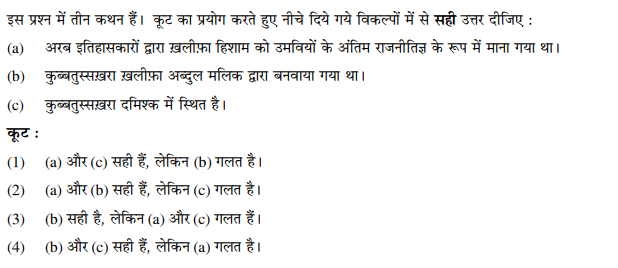 इस प्रश्न में तीन कथन हैं। कूट का प्रयोग करते हुए नीचे दिये गये विकल्पों में से सही उत्तर दीजिए :
(a) अरब इतिहासकारों द्वारा ख़लीफ़ा हिशाम को उमवियों के अंतिम राजनीतिज्ञ के रूप में माना गया था।
(b) कुब्बतुस्सख़रा ख़लीफ़ा अब्दुल मलिक द्वारा बनवाया गया था।
(c) कुब्बतुस्सख़रा दमिश्क में स्थित है।
कूट :
(1) (a) और (c) सही हैं, लेकिन (b) गलत है।
(2) (a) और (b) सही हैं, लेकिन (c) गलत है।
(3) (b) सही है, लेकिन (a) और (c) गलत हैं।
(4) (b) और (c) सही हैं, लेकिन (a) गलत है।